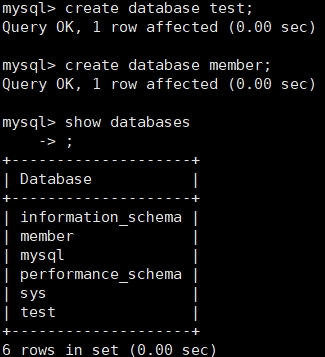 mysql> create database test;
Query OK, 1 row affected (0.00 sec)
mysql> create database member;
Query OK, 1 row affected (0.00 sec)
mysql> show databases
    -> ;
+--------------------+
| Database           |
+--------------------+
| information_schema |
| member             |
| mysql              |
| performance_schema |
| sys                |
| test               |
+--------------------+
6 rows in set (0.00 sec)